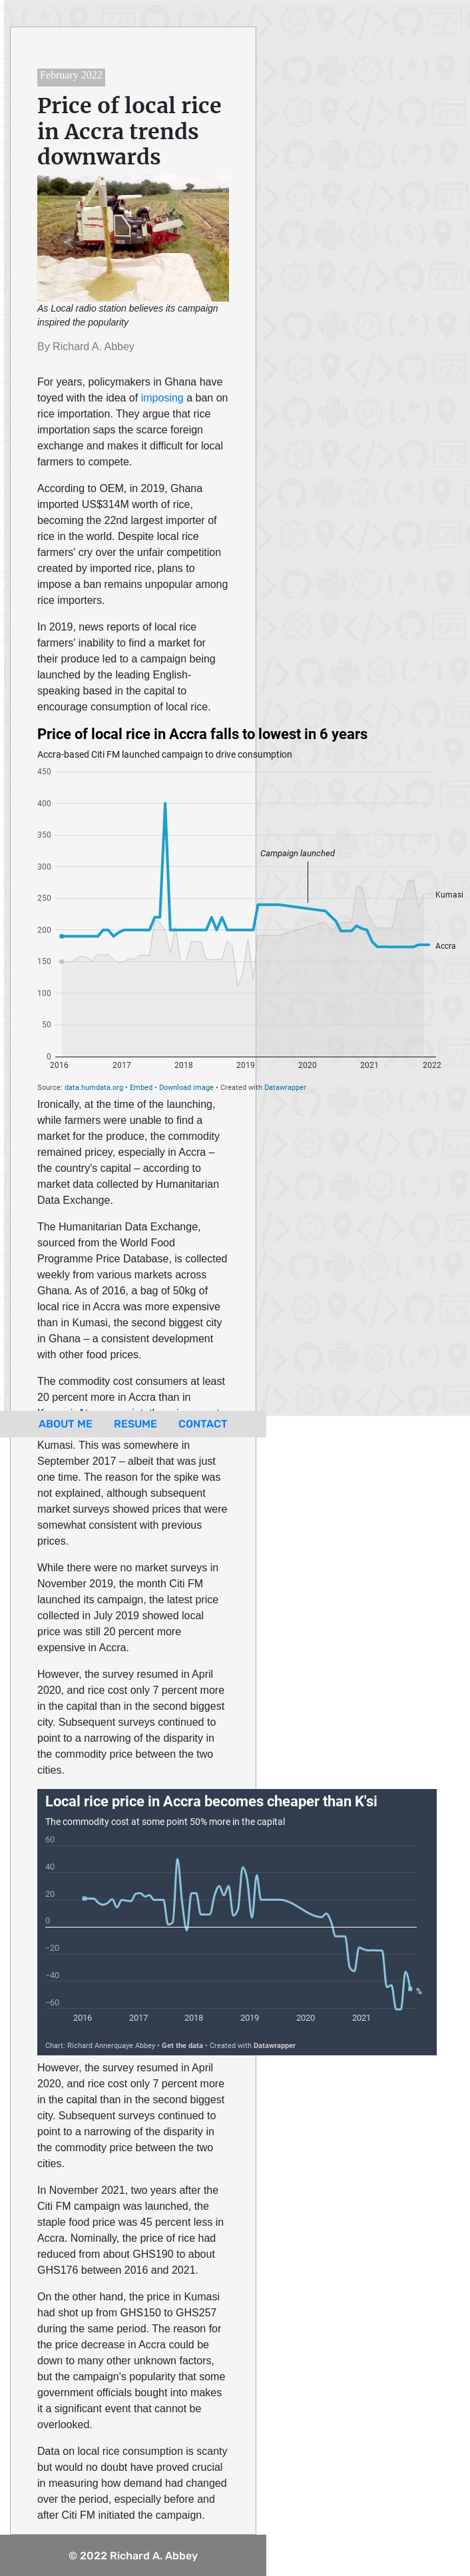 February 2022
Price of local rice
in Accra trends
downwards
As Local radio station believes its campaign
inspired the popularity
By Richard A. Abbey
For years, policymakers in Ghana have
toyed with the idea of imposing a ban on
rice importation. They argue that rice
importation saps the scarce foreign
exchange and makes it difficult for local
farmers to compete.
According to OEM, in 2019, Ghana
imported US$314M worth of rice,
becoming the 22nd largest importer of
rice in the world. Despite local rice
farmers' cry over the unfair competition
created by imported rice, plans to
impose a ban remains unpopular among
rice importers.
In 2019, news reports of local rice
farmers' inability to find a market for
their produce led to a campaign being
launched by the leading English-
speaking based in the capital to
encourage consumption of local rice.
Price of local rice in Accra falls to lowest in 6 years
Accra-based Citi FM launched campaign to drive consumption
450
400
350
300
250
200
150
100
50
0
Campaign launched
Kumasi
Accra
2016 2017 2018 2019 2020 2021 2022
Source: data.humdata.org • Embed • Download image • Created with Datawrapper
Ironically, at the time of the launching,
while farmers were unable to find a
market for the produce, the commodity
remained pricey, especially in Accra –
the country's capital – according to
market data collected by Humanitarian
Data Exchange.
The Humanitarian Data Exchange,
sourced from the World Food
Programme Price Database, is collected
weekly from various markets across
Ghana. As of 2016, a bag of 50kg of
local rice in Accra was more expensive
than in Kumasi, the second biggest city
in Ghana – a consistent development
with other food prices.
The commodity cost consumers at least
20 percent more in Accra than in
ABOUT ME RESUME CONTACT
Kumasi. This was somewhere in
September 2017 – albeit that was just
one time. The reason for the spike was
not explained, although subsequent
market surveys showed prices that were
somewhat consistent with previous
prices.
While there were no market surveys in
November 2019, the month Citi FM
launched its campaign, the latest price
collected in July 2019 showed local
price was still 20 percent more
expensive in Accra.
However, the survey resumed in April
2020, and rice cost only 7 percent more
in the capital than in the second biggest
city. Subsequent surveys continued to
point to a narrowing of the disparity in
the commodity price between the two
cities.
Local rice price in Accra becomes cheaper than K'si
The commodity cost at some point 50% more in the capital
60
40
20
0
−20
−40
−60
%
2016 2017 2018 2019 2020 2021
Chart: Richard Annerquaye Abbey • Get the data • Created with Datawrapper
However, the survey resumed in April
2020, and rice cost only 7 percent more
in the capital than in the second biggest
city. Subsequent surveys continued to
point to a narrowing of the disparity in
the commodity price between the two
cities.
In November 2021, two years after the
Citi FM campaign was launched, the
staple food price was 45 percent less in
Accra. Nominally, the price of rice had
reduced from about GHS190 to about
GHS176 between 2016 and 2021.
On the other hand, the price in Kumasi
had shot up from GHS150 to GHS257
during the same period. The reason for
the price decrease in Accra could be
down to many other unknown factors,
but the campaign's popularity that some
government officials bought into makes
it a significant event that cannot be
overlooked.
Data on local rice consumption is scanty
but would no doubt have proved crucial
in measuring how demand had changed
over the period, especially before and
after Citi FM initiated the campaign.
© 2022 Richard A. Abbey